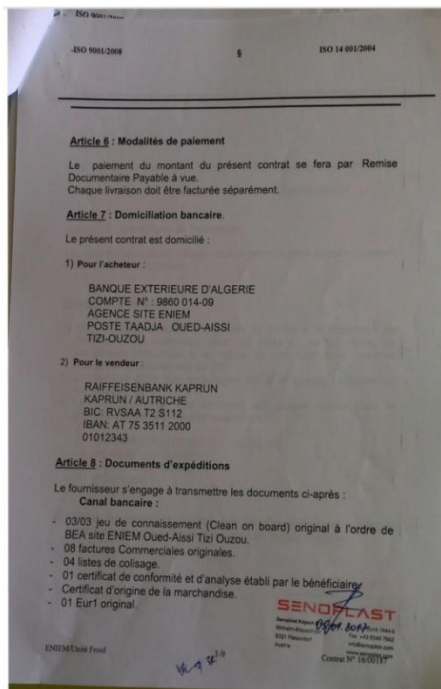 ISO 9001/2008
-ISO 9001/2008 § ISO 14 001/2004
Article 6 : Modalités de paiement
Le paiement du montant du présent contrat se fera par Remise
Documentaire Payable à vue.
Chaque livraison doit être facturée séparément.
Article 7 : Domiciliation bancaire.
Le présent contrat est domicilié :
1) Pour l'acheteur :
BANQUE EXTERIEURE D'ALGERIE
COMPTE N° : 9860 014-09
AGENCE SITE ENIEM
POSTE TAADJA OUED-AISSI
TIZI-OUZOU
2) Pour le vendeur :
RAIFFEISENBANK KAPRUN
KAPRUN / AUTRICHE
BIC: RVSAA T2 S112
IBAN: AT 75 3511 2000
01012343
Article 8 : Documents d'expéditions
Le fournisseur s'engage à transmettre les documents ci-après :
Canal bancaire :
- 03/03 jeu de connaissement (Clean on board) original à l'ordre de
BEA site ENIEM Oued-Aissi Tizi Ouzou.
- 08 factures Commerciales originales.
- 04 listes de colisage.
- 01 certificat de conformité et d'analyse établi par le bénéficiaire
- Certificat d'origine de la marchandise.
- 01 Eur1 original.
SENOPLAST
5721 Piesendorf
Austria
ENIEM/Unité Froid
Contrat N° 16/00187